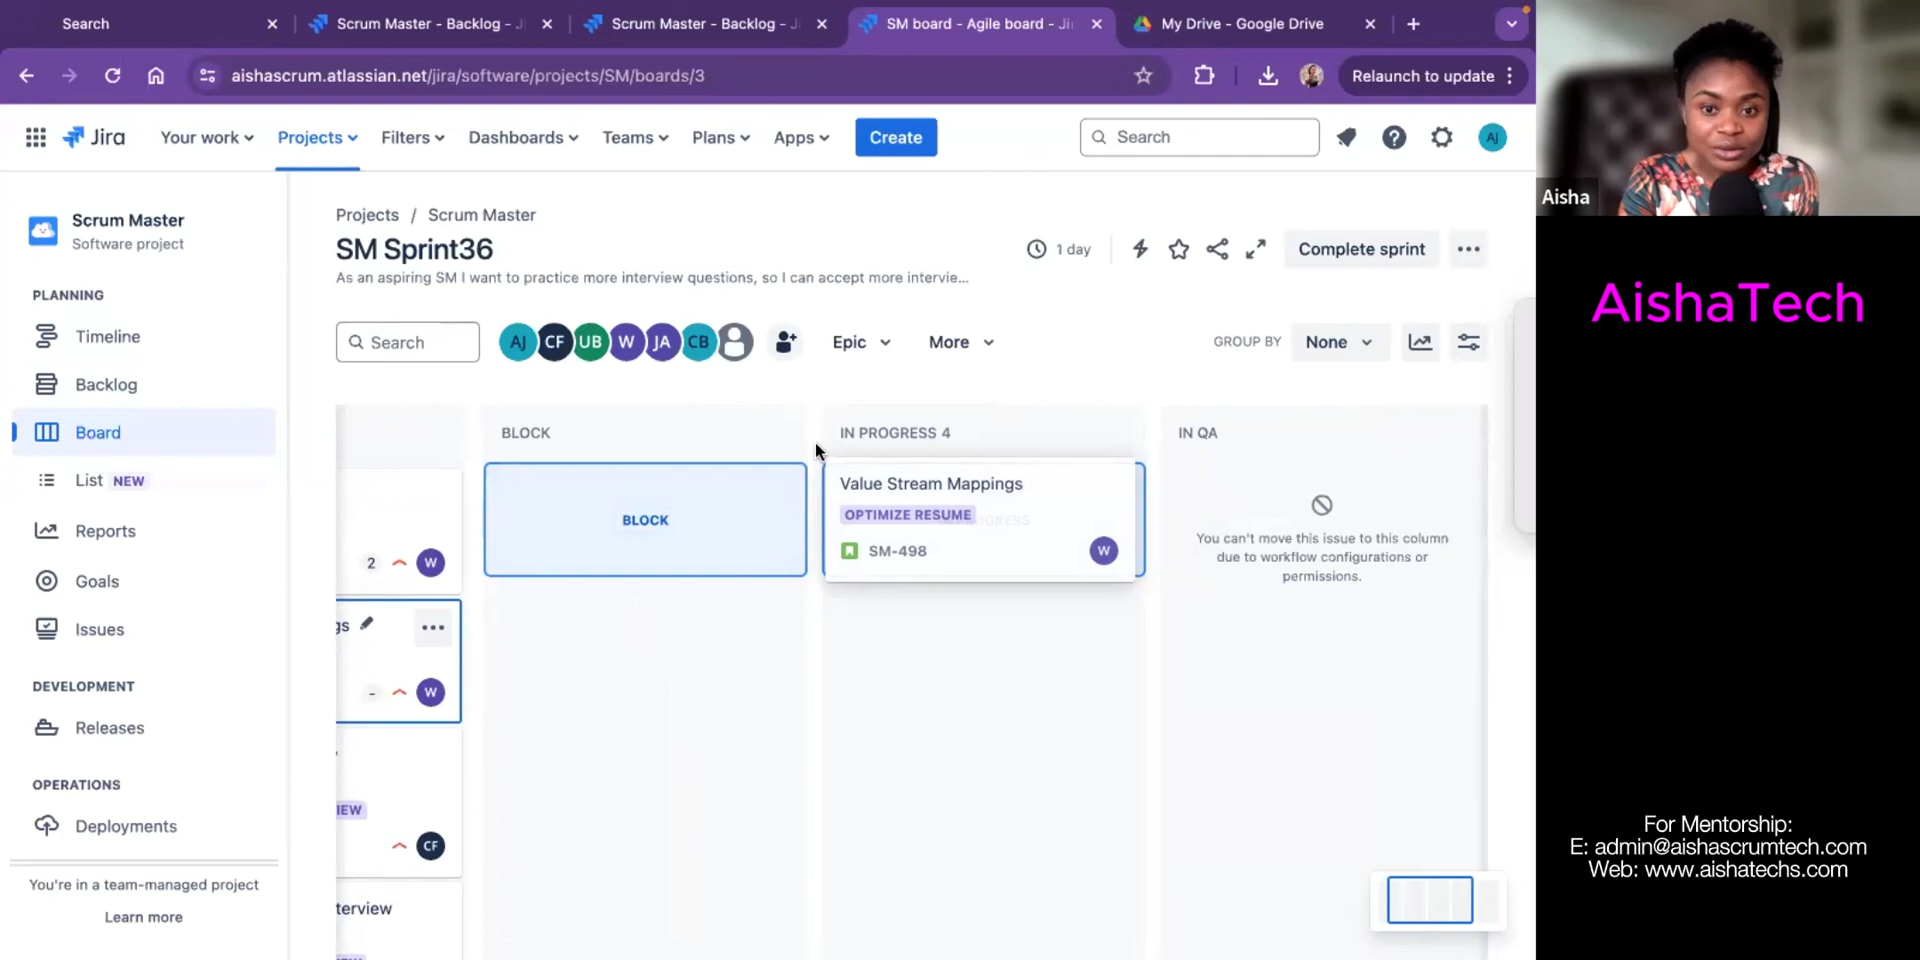 Search
Scrum Master - Backlog - J
Scrum Master - Backlog - Ji
SM board - Agile board - Jir
My Drive - Google Drive
aishascrum.atlassian.net/jira/software/projects/SM/boards/3
Relaunch to update
Jira
Your work
Projects
Filters
Dashboards
Teams
Plans
Apps
Create
Search
AJ
Aisha
Scrum Master
Software project
PLANNING
Timeline
Backlog
Board
List NEW
Reports
Goals
Issues
DEVELOPMENT
Releases
OPERATIONS
Deployments
You're in a team-managed project
Learn more
Projects / Scrum Master
SM Sprint36
As an aspiring SM I want to practice more interview questions, so I can accept more intervie...
1 day
Complete sprint
Search
AJ CF UB W JA CB
Epic
More
GROUP BY
None
2 W
gs
- W
IEW
CF
terview
BLOCK
BLOCK
IN PROGRESS 4
Value Stream Mappings
OPTIMIZE RESUME
SM-498
W
IN QA
You can't move this issue to this column
due to workflow configurations or
permissions.
AishaTech
For Mentorship:
E: admin@aishascrumtech.com
Web: www.aishatechs.com